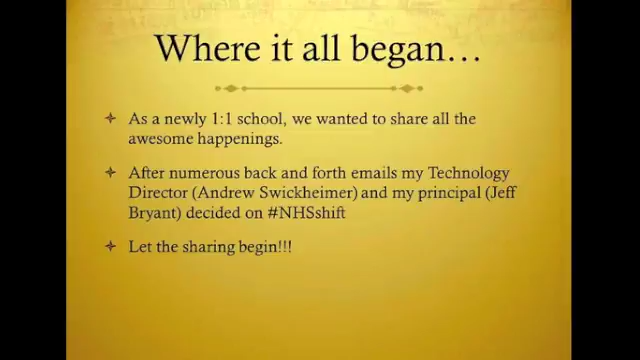 Where it all began…
As a newly 1:1 school, we wanted to share all the
awesome happenings.
After numerous back and forth emails my Technology
Director (Andrew Swickheimer) and my principal (Jeff
Bryant) decided on #NHSshift
Let the sharing begin!!!